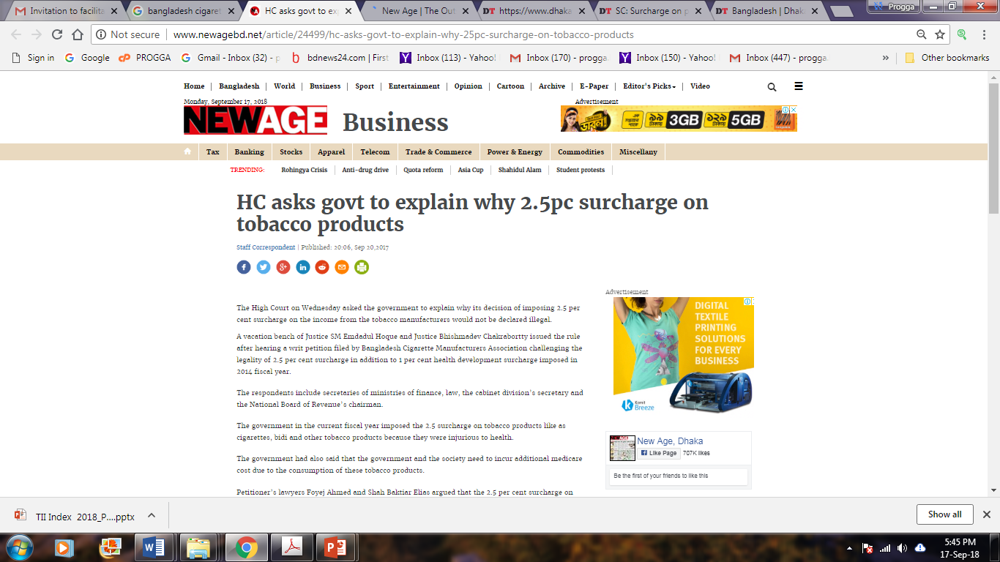 Invitation to facilita
bangladesh cigaret
HC asks govt to exp
New Age | The Out
https://www.dhaka
SC: Surcharge on p
Bangladesh | Dhak
Progga
Not secure
www.newagebd.net/article/24499/hc-asks-govt-to-explain-why-25pc-surcharge-on-tobacco-products
Sign in
Google
PROGGA
Gmail - Inbox (32) - p
bdnews24.com | First
Inbox (113) - Yahoo!
Inbox (170) - progga
Inbox (150) - Yahoo!
Inbox (447) - progga
»
Other bookmarks
Home | Bangladesh | World | Business | Sport | Entertainment | Opinion | Cartoon | Archive | E-Paper | Editor's Picks | Video
Monday, September 17, 2018
Advertisement
NEWAGE
Business
এক সপ্তাহের
৯৯ টাকায়
3GB
১২৯ টাকায়
5GB
Tax
Banking
Stocks
Apparel
Telecom
Trade & Commerce
Power & Energy
Commodities
Miscellany
TRENDING:
Rohingya Crisis
Anti-drug drive
Quota reform
Asia Cup
Shahidul Alam
Student protests
HC asks govt to explain why 2.5pc surcharge on
tobacco products
Staff Correspondent | Published: 20:06, Sep 20,2017
Advertisement
The High Court on Wednesday asked the government to explain why its decision of imposing 2.5 per
cent surcharge on the income from the tobacco manufacturers would not be declared illegal.
A vacation bench of Justice SM Emdadul Hoque and Justice Bhishmadev Chakrabortty issued the rule
after hearing a writ petition filed by Bangladesh Cigarette Manufacturers Association challenging the
legality of 2.5 per cent surcharge in addition to 1 per cent health development surcharge imposed in
2014 fiscal year.
The respondents include secretaries of ministries of finance, law, the cabinet division's secretary and
the National Board of Revenue's chairman.
The government in the current fiscal year imposed the 2.5 surcharge on tobacco products like as
cigarettes, bidi and other tobacco products because they were injurious to health.
The government had also said that the government and the society need to incur additional medicare
cost due to the consumption of these tobacco products.
Petitioner's lawyers Foyej Ahmed and Shah Baktiar Elias argued that the 2.5 per cent surcharge on
DIGITAL
TEXTILE
PRINTING
SOLUTIONS
FOR EVERY
BUSINESS
Kornit
Breeze
New Age, Dhaka
Like Page
707K likes
Be the first of your friends to like this
TII Index 2018_P....pptx
Show all
5:45 PM
17-Sep-18